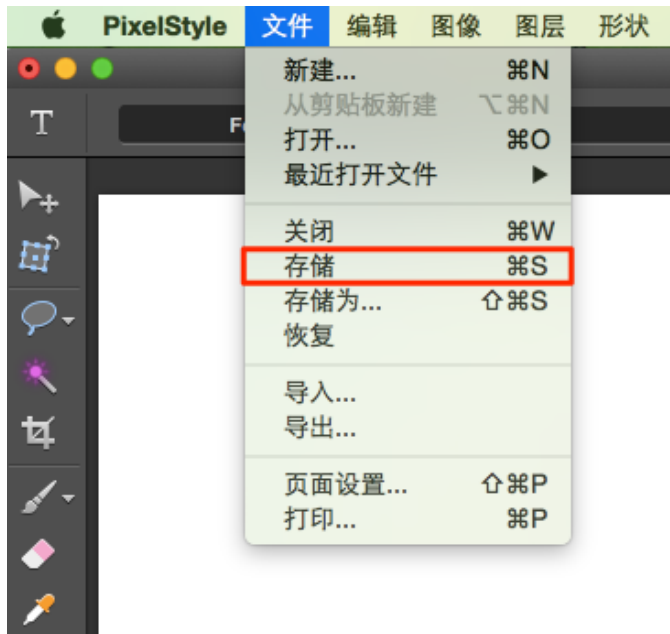 PixelStyle 文件 编辑 图像 图层 形状
T
新建... ⌘N
从剪贴板新建 ⌥⌘N
打开... ⌘O
最近打开文件 ▶
关闭 ⌘W
存储 ⌘S
存储为... ⇧⌘S
恢复
导入...
导出...
页面设置... ⇧⌘P
打印... ⌘P